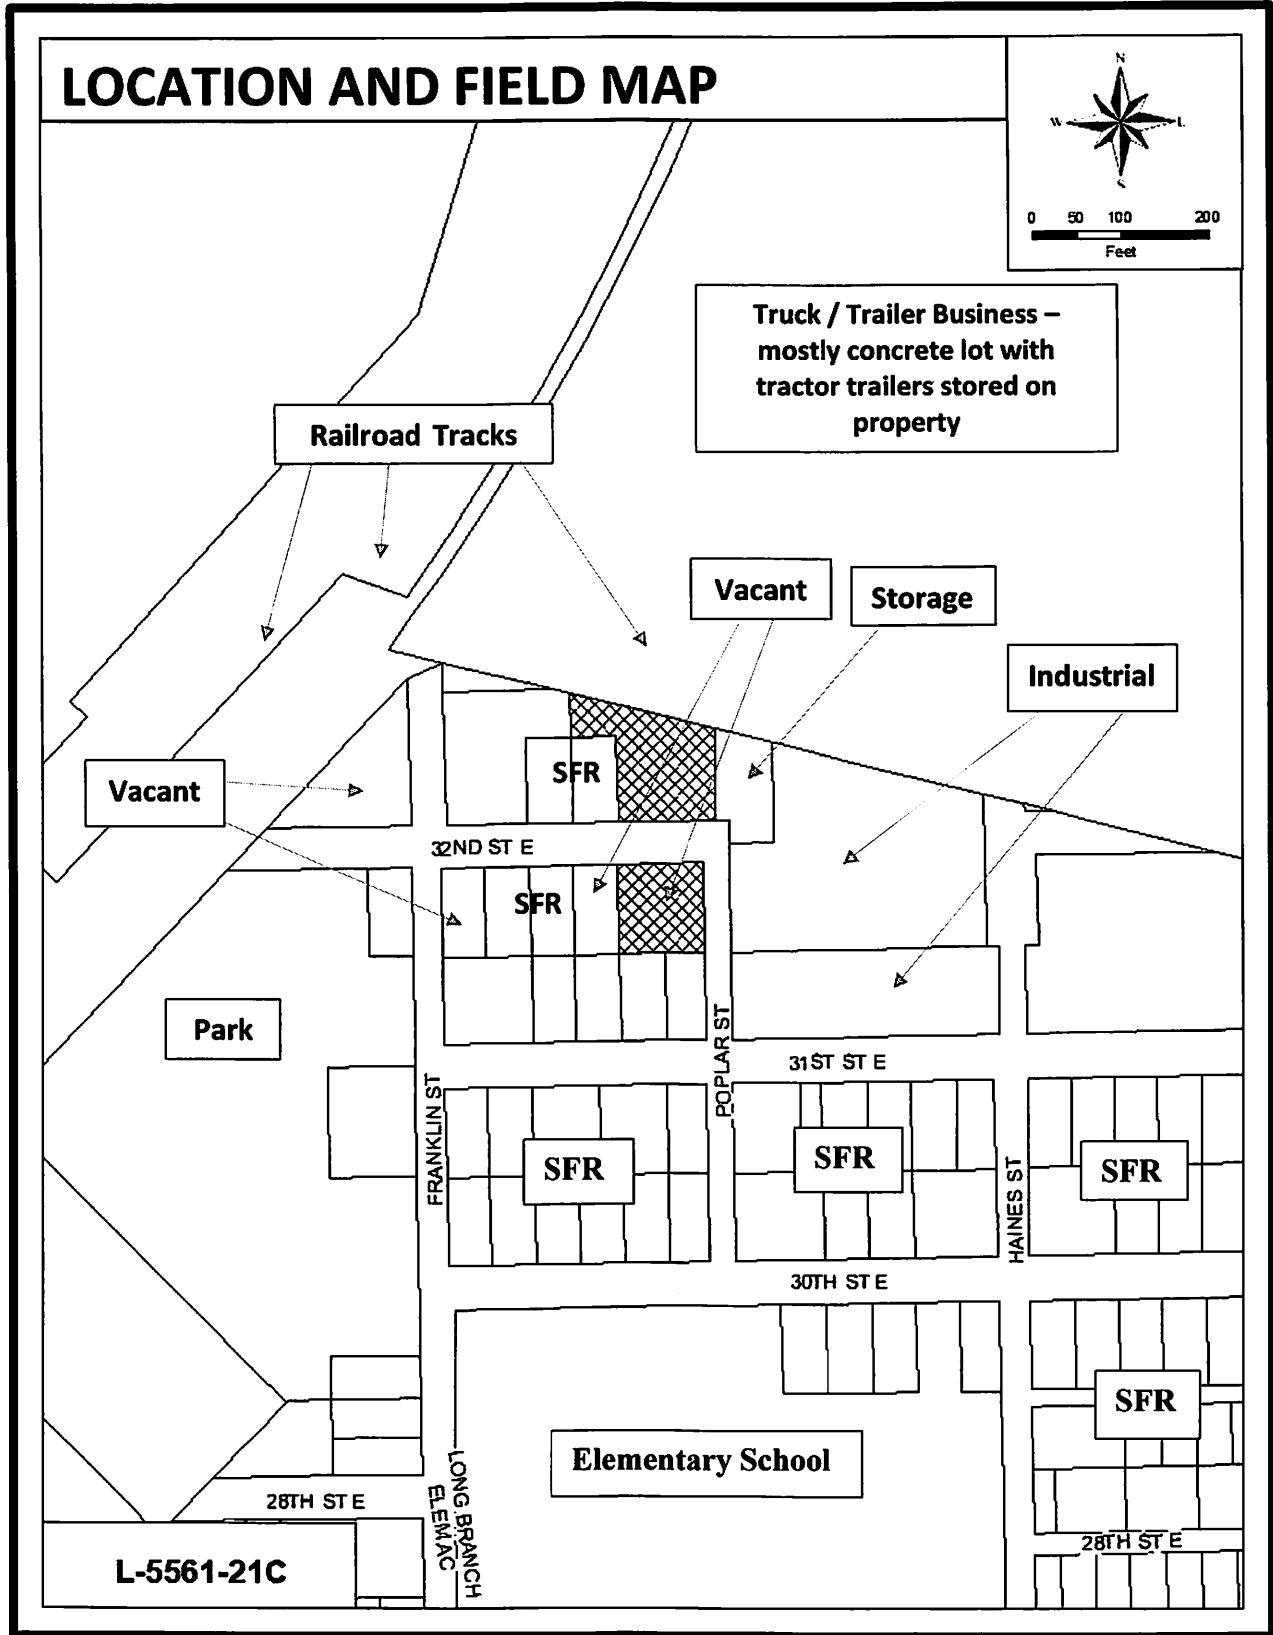 LOCATION AND FIELD MAP
N
W
S
0 50 100 200
Feet
Truck / Trailer Business –
mostly concrete lot with
tractor trailers stored on
property
Railroad Tracks
Vacant
Storage
Industrial
SFR
Vacant
32ND ST E
SFR
Park
POPLAR ST
31ST ST E
FRANKLIN ST
SFR
SFR
SFR
HAINES ST
30TH ST E
SFR
Elementary School
LONG BRANCH
ELEMAC
28TH ST E
28TH ST E
L-5561-21C